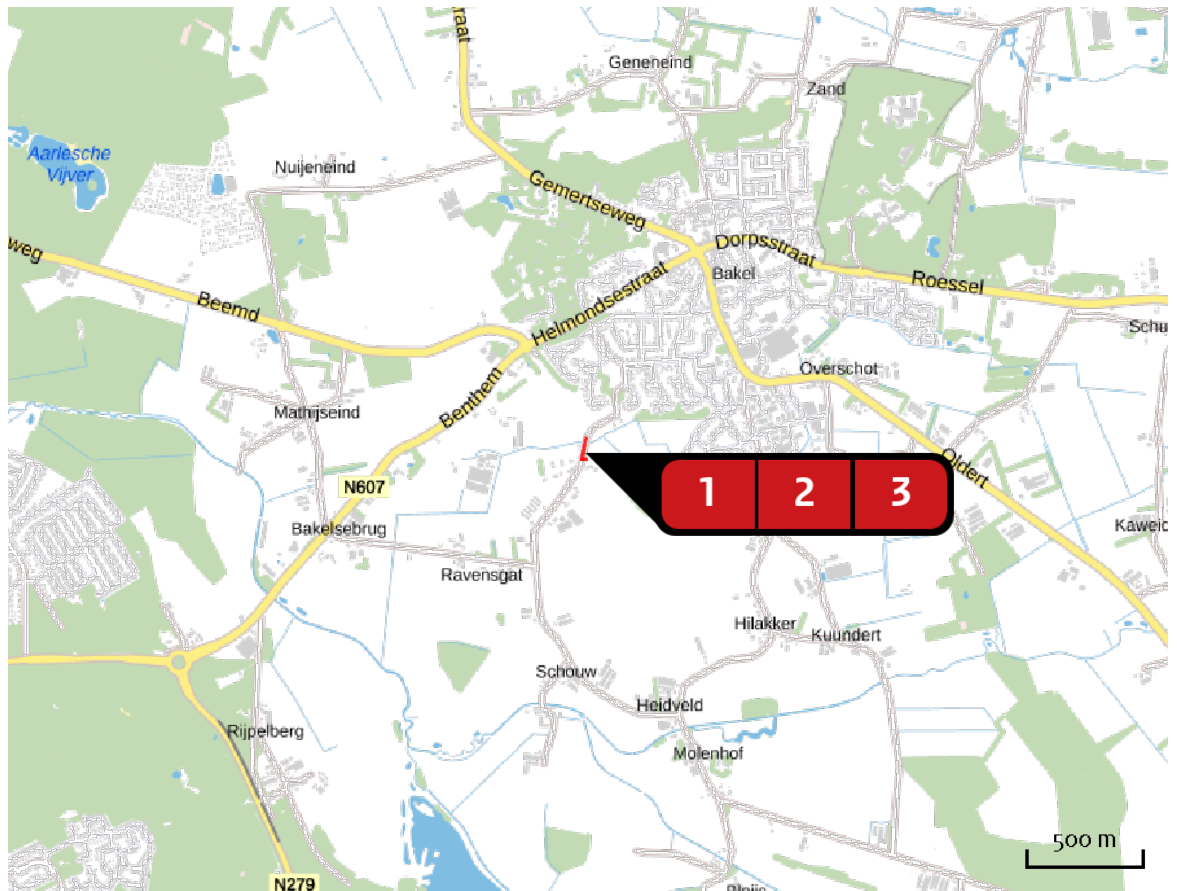 raat
Geneneind
Zand
Aarlesche
Vijver
Nuijeneind
Gemertseweg
weg
Dorpsstraat
Bakel
Roessel
Beemd
Helmondsestraat
Schu
Overschot
Benthem
Mathijseind
Oldert
1 2 3
N607
Bakelsebrug
Kaweid
Ravensgat
Hilakker
Kuundert
Schouw
Heidveld
Rijpelberg
Molenhof
500 m
N279